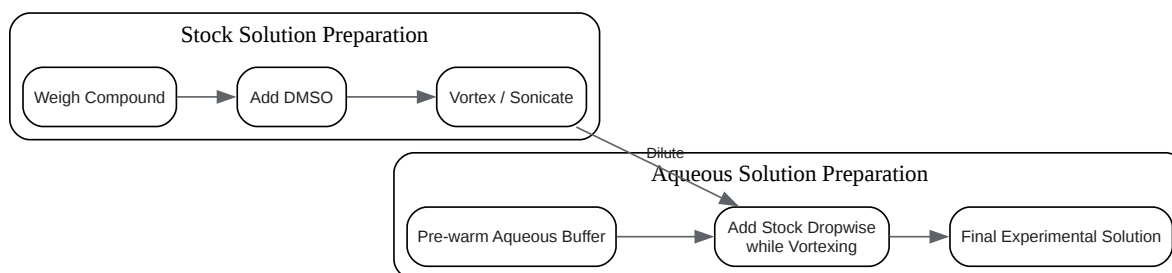 Stock Solution Preparation
Weigh Compound
Add DMSO
Vortex / Sonicate
Dilute
Aqueous Solution Preparation
Pre-warm Aqueous Buffer
Add Stock Dropwise
while Vortexing
Final Experimental Solution